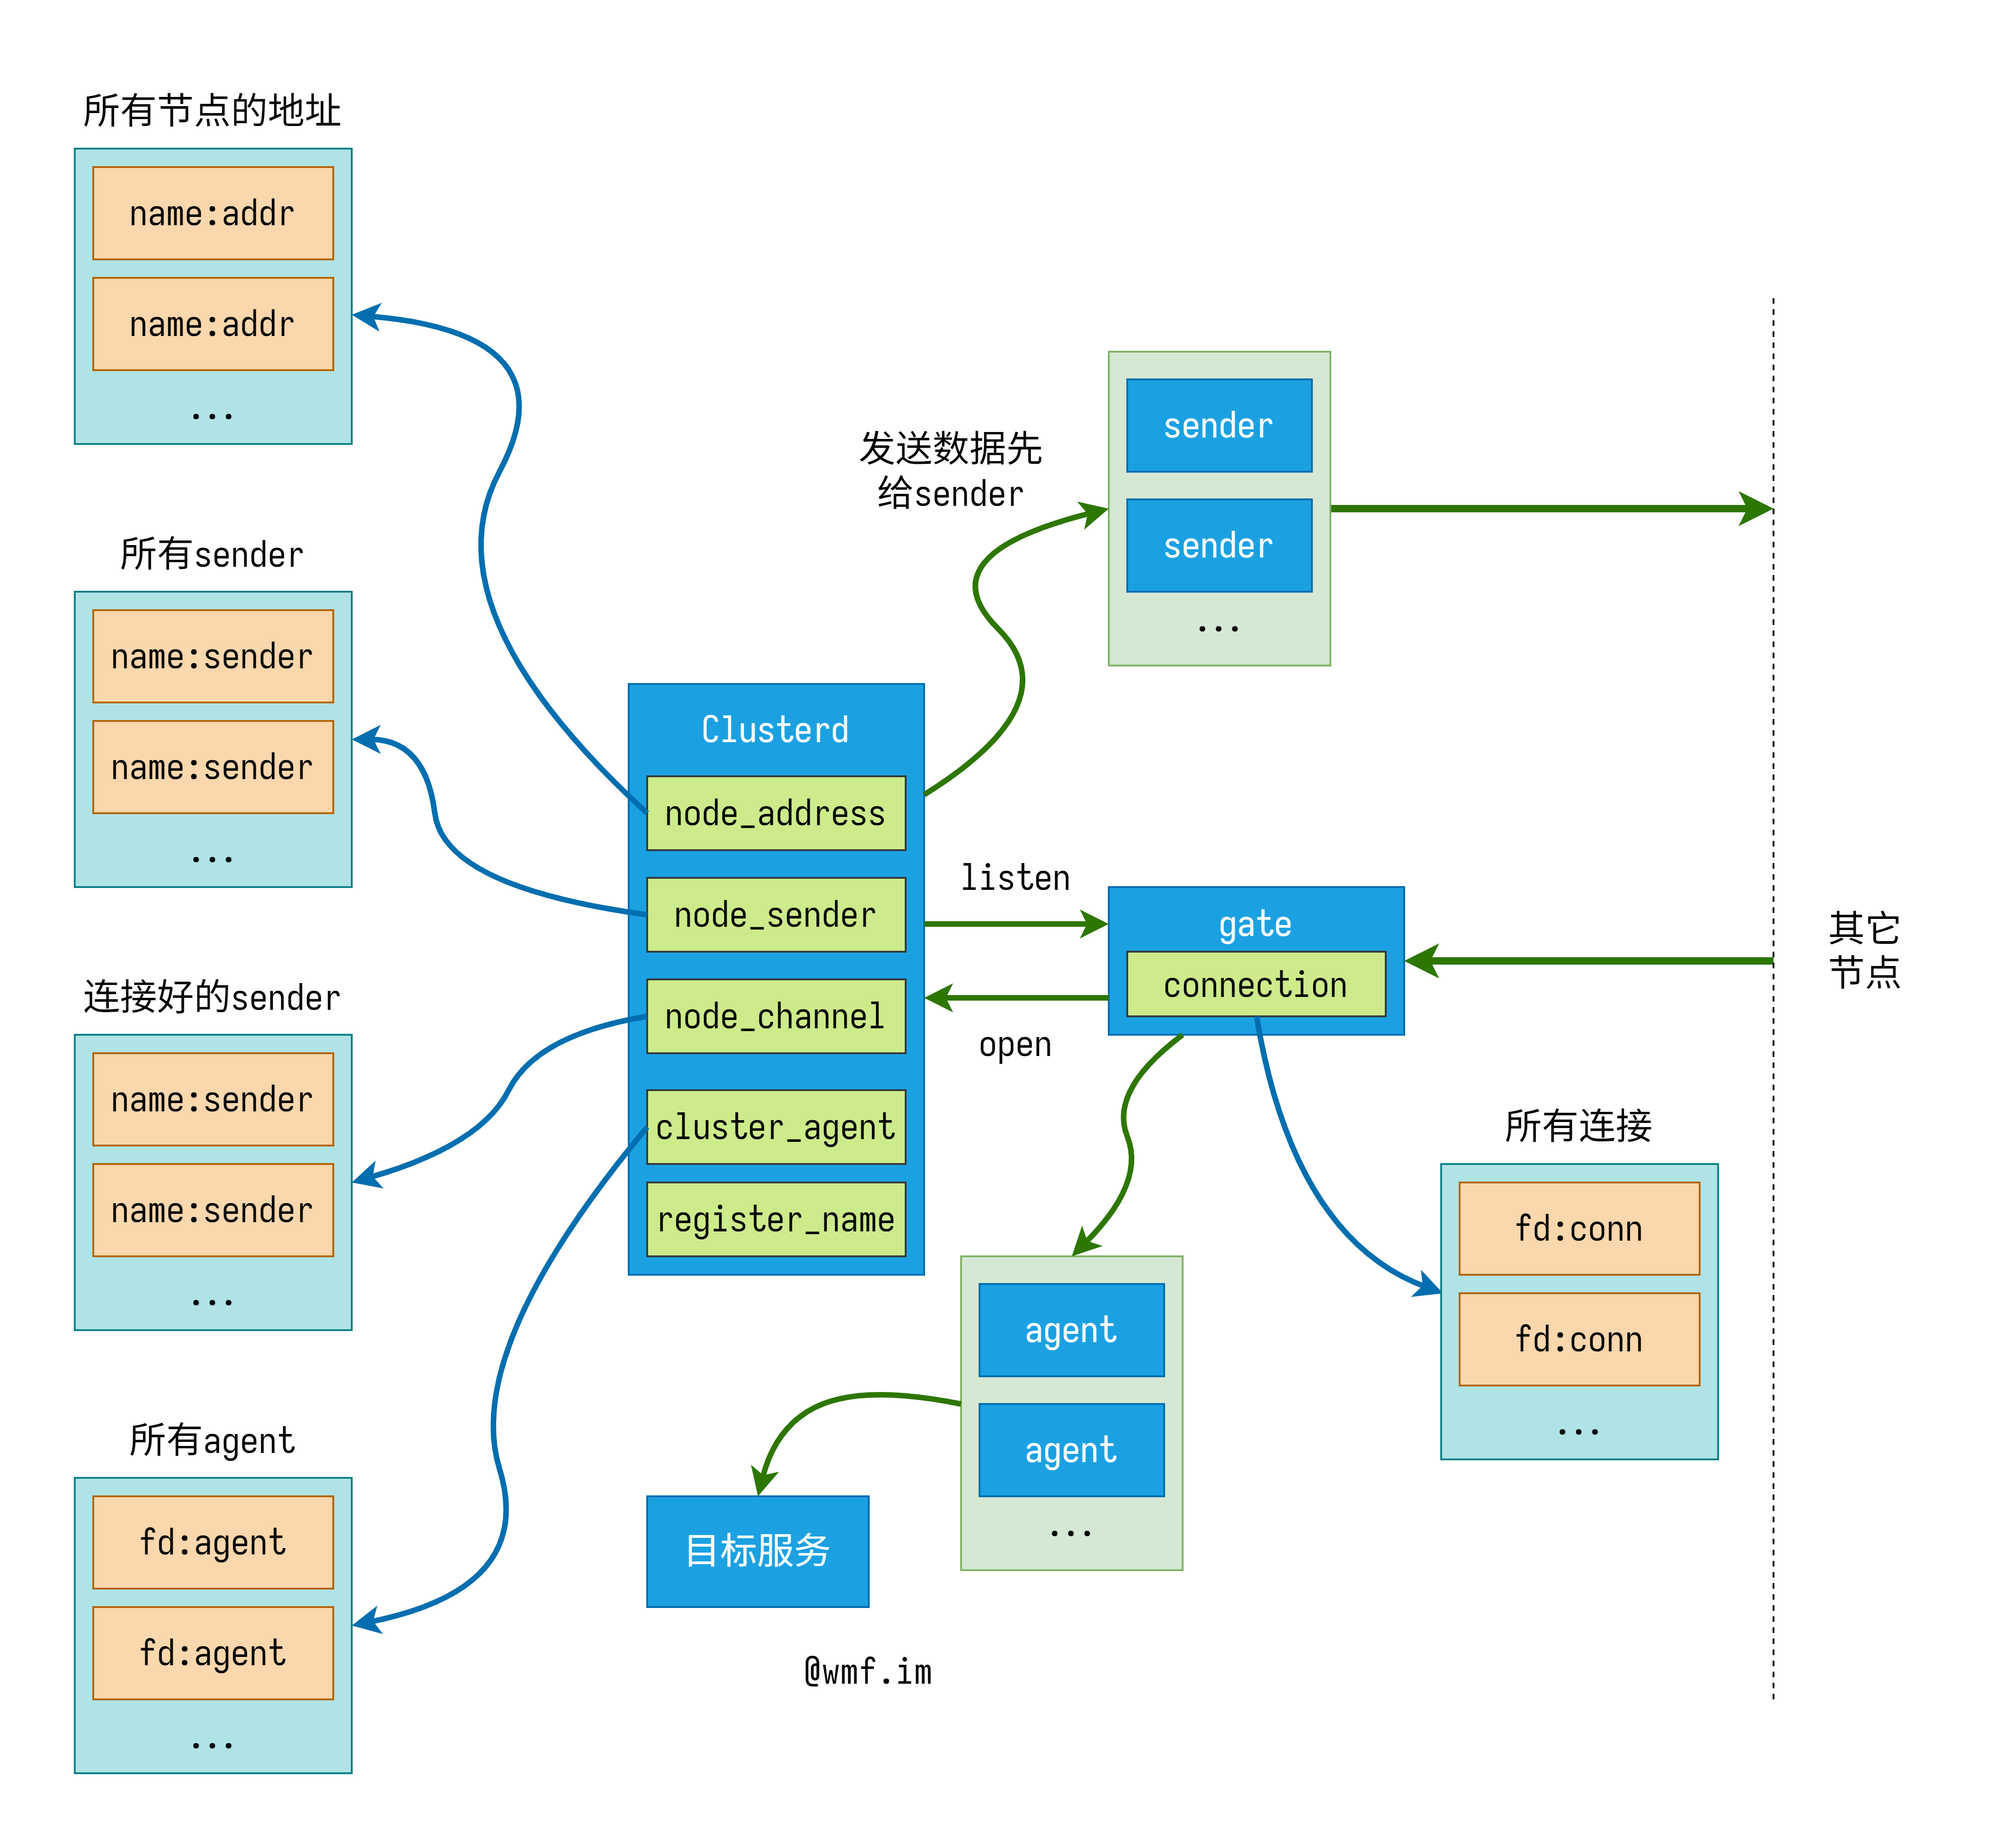 所有节点的地址
name:addr
name:addr
...
所有sender
name:sender
name:sender
...
连接好的sender
name:sender
name:sender
...
所有agent
fd:agent
fd:agent
...
Clusterd
node_address
node_sender
node_channel
cluster_agent
register_name
发送数据先
给sender
sender
sender
...
listen
open
gate
connection
agent
agent
...
目标服务
@wmf.im
所有连接
fd:conn
fd:conn
...
其它
节点